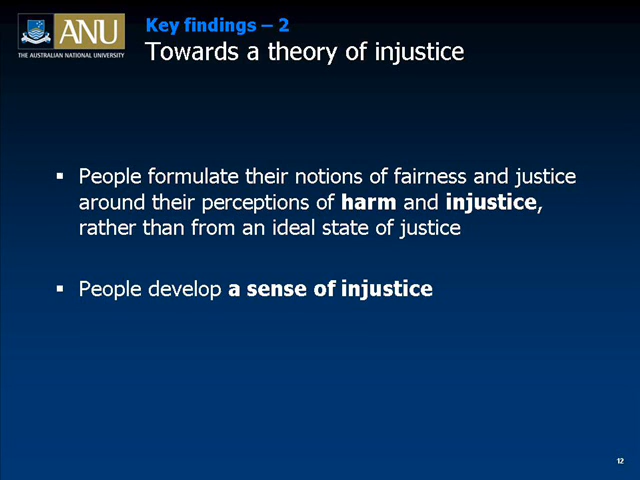 ANU
THE AUSTRALIAN NATIONAL UNIVERSITY
Key findings – 2
Towards a theory of injustice
▪ People formulate their notions of fairness and justice
around their perceptions of harm and injustice,
rather than from an ideal state of justice
▪ People develop a sense of injustice
12